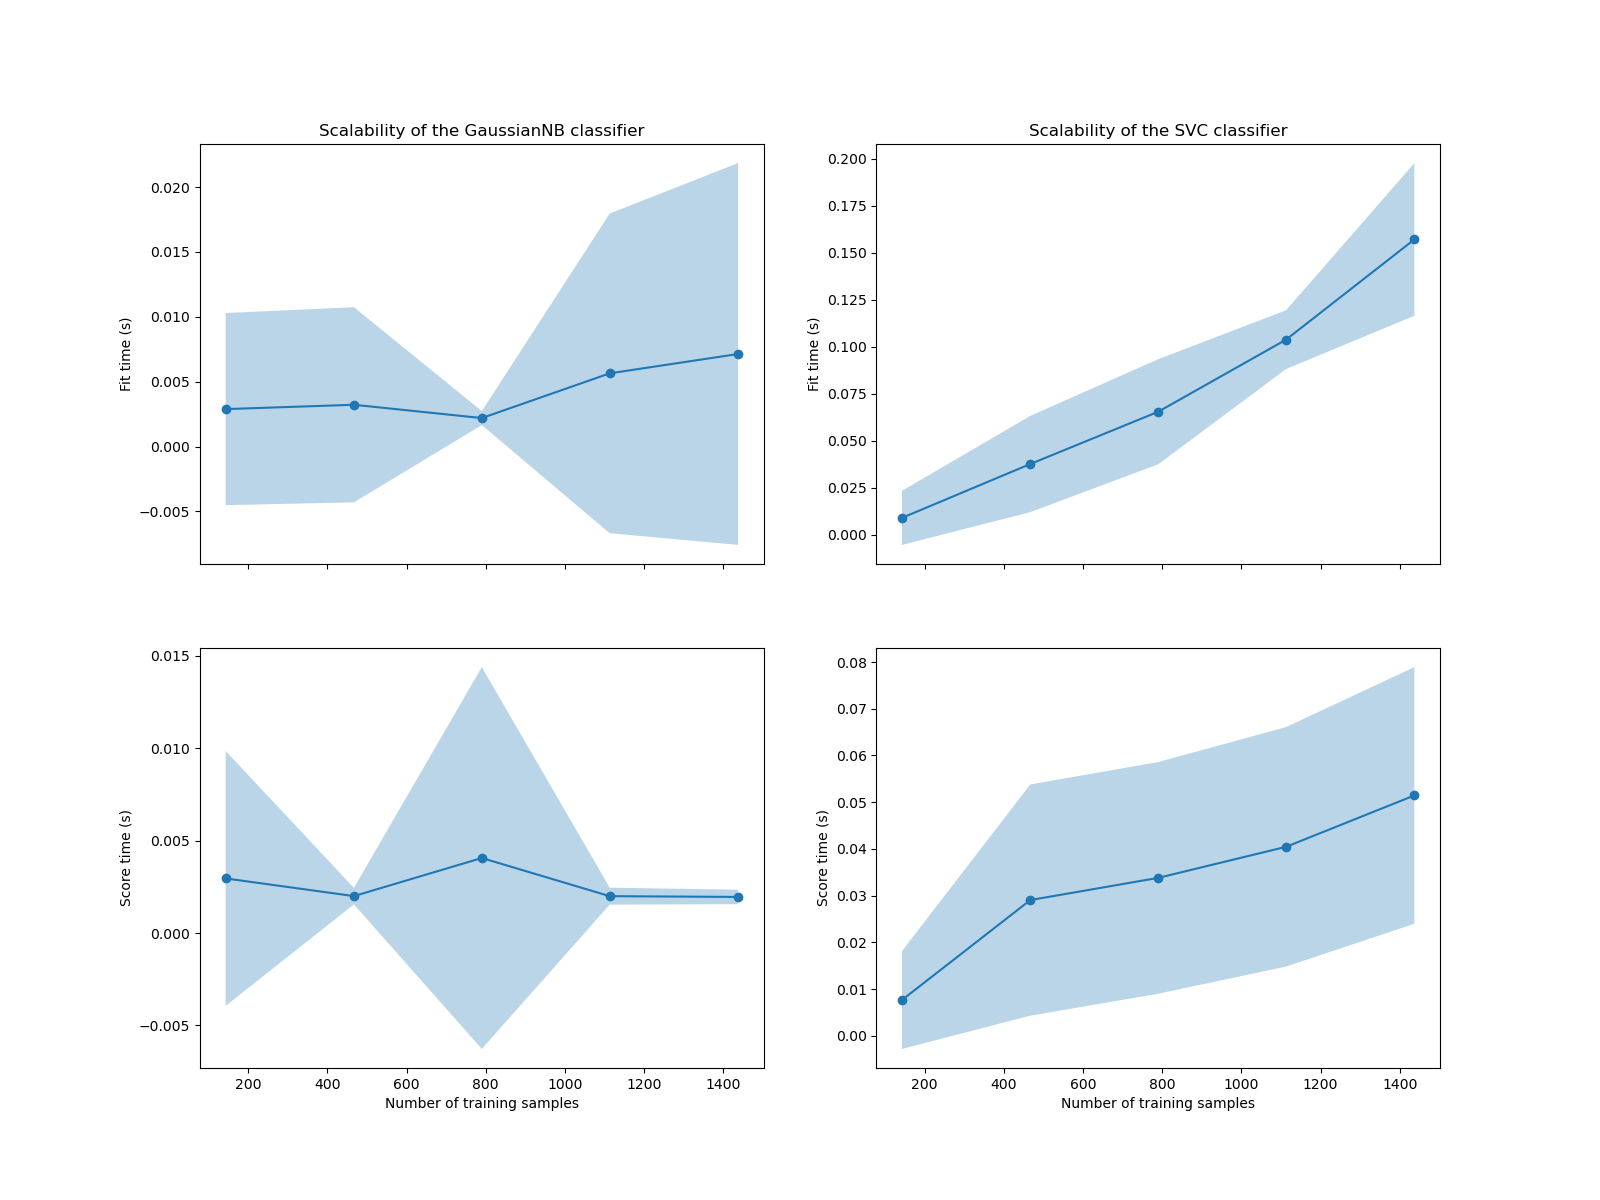 Scalability of the GaussianNB classifier
Scalability of the SVC classifier
0.020
0.015
0.010
0.005
0.000
−0.005
Fit time (s)
0.200
0.175
0.150
0.125
0.100
0.075
0.050
0.025
0.000
Fit time (s)
0.015
0.010
0.005
0.000
−0.005
Score time (s)
200 400 600 800 1000 1200 1400
Number of training samples
0.08
0.07
0.06
0.05
0.04
0.03
0.02
0.01
0.00
Score time (s)
200 400 600 800 1000 1200 1400
Number of training samples